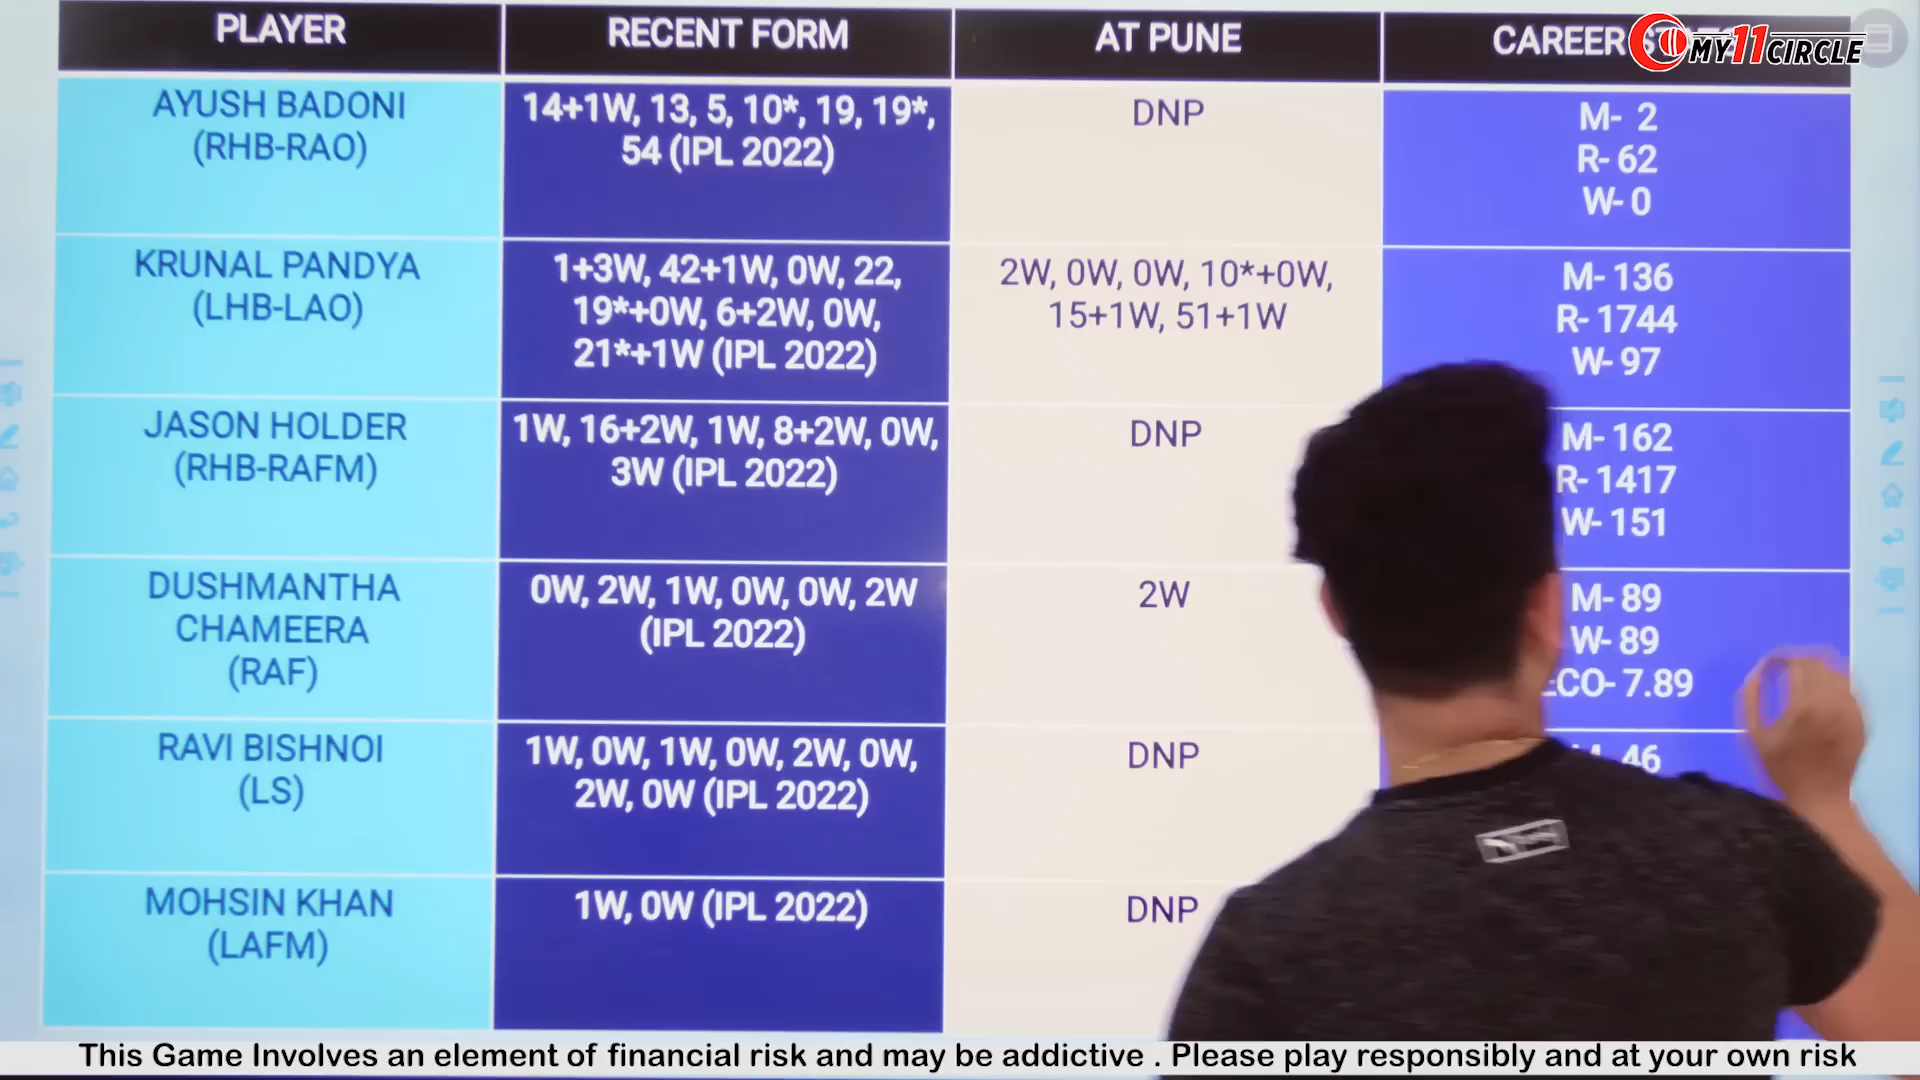 PLAYER
RECENT FORM
AT PUNE
CAREER
MY11CIRCLE
AYUSH BADONI
(RHB-RAO)
14+1W, 13, 5, 10*, 19, 19*,
54 (IPL 2022)
DNP
M- 2
R- 62
W- 0
KRUNAL PANDYA
(LHB-LAO)
1+3W, 42+1W, 0W, 22,
19*+0W, 6+2W, 0W,
21*+1W (IPL 2022)
2W, 0W, 0W, 10*+0W,
15+1W, 51+1W
M- 136
R- 1744
W- 97
JASON HOLDER
(RHB-RAFM)
1W, 16+2W, 1W, 8+2W, 0W,
3W (IPL 2022)
DNP
M- 162
R- 1417
W- 151
DUSHMANTHA
CHAMEERA
(RAF)
0W, 2W, 1W, 0W, 0W, 2W
(IPL 2022)
2W
M- 89
W- 89
ECO- 7.89
RAVI BISHNOI
(LS)
1W, 0W, 1W, 0W, 2W, 0W,
2W, 0W (IPL 2022)
DNP
46
MOHSIN KHAN
(LAFM)
1W, 0W (IPL 2022)
DNP
This Game Involves an element of financial risk and may be addictive . Please play responsibly and at your own risk